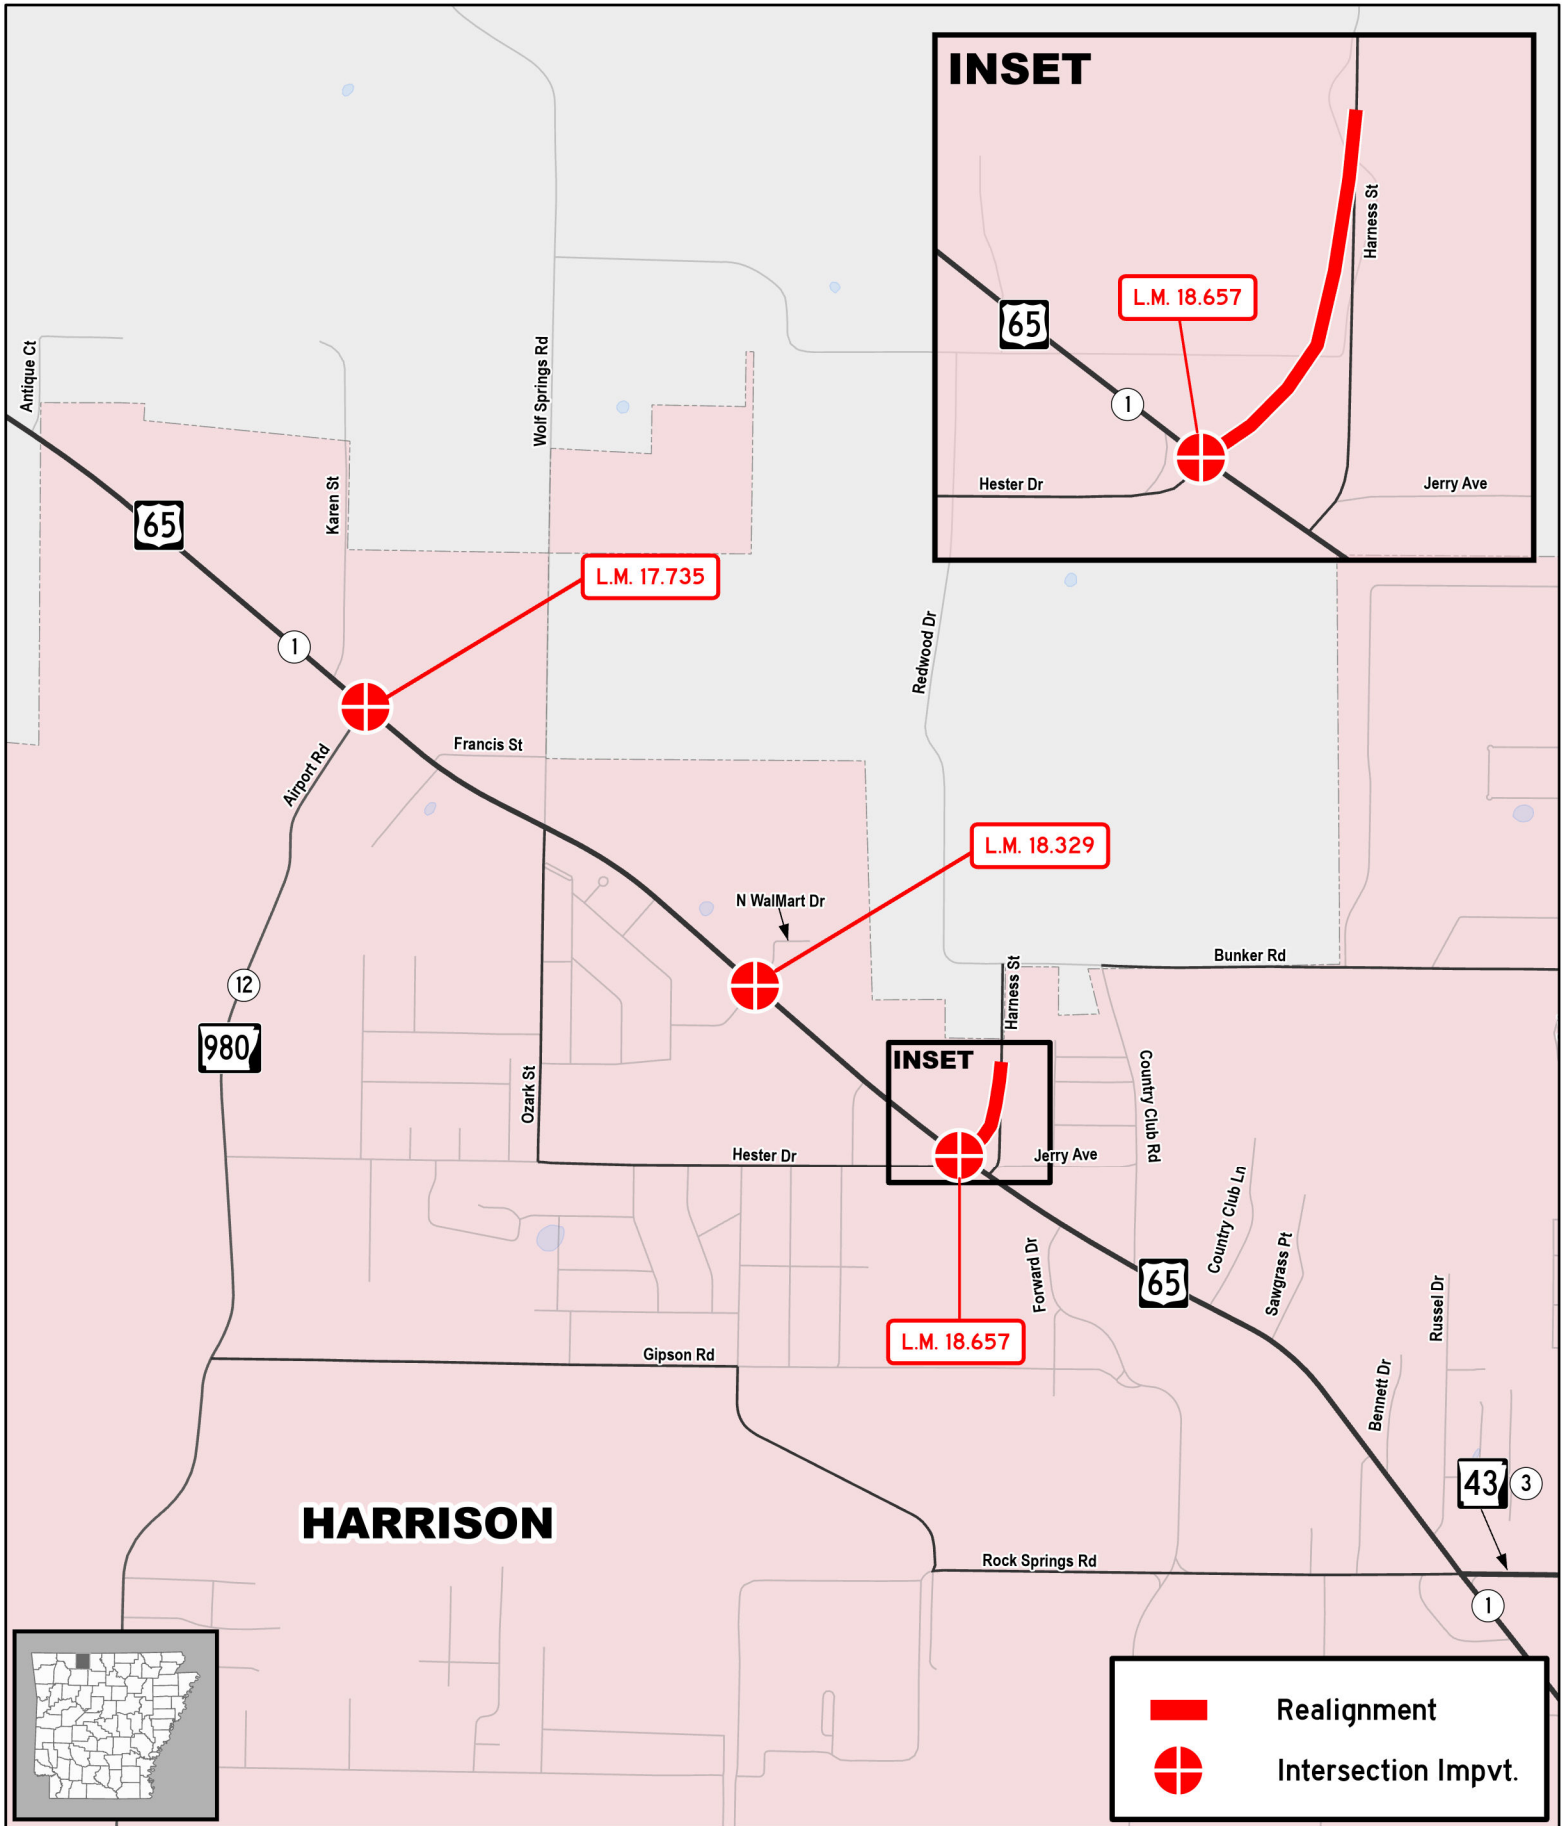 INSET
Harness St
L.M. 18.657
65
1
Hester Dr
Jerry Ave
Antique Ct
Wolf Springs Rd
Karen St
65
L.M. 17.735
Redwood Dr
1
Francis St
Airport Rd
L.M. 18.329
N WalMart Dr
Bunker Rd
12
Harness St
980
INSET
Ozark St
Country Club Rd
Hester Dr
Jerry Ave
Country Club Ln
Sawgrass Pt
Forward Dr
65
Russel Dr
L.M. 18.657
Gipson Rd
Bennett Dr
43
3
HARRISON
Rock Springs Rd
1
Realignment
Intersection Impvt.